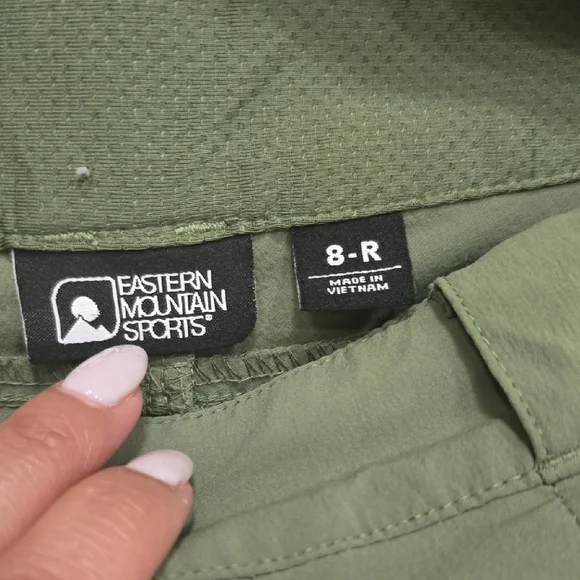 EASTERN
MOUNTAIN
SPORTS®
8-R
MADE IN
VIETNAM